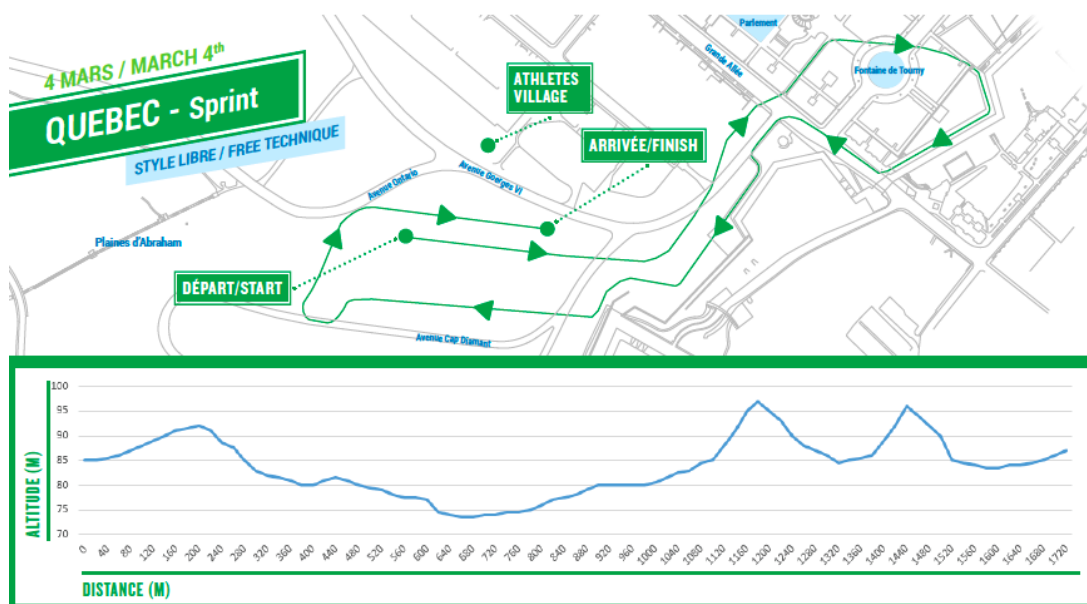 4 MARS / MARCH 4th
QUEBEC - Sprint
STYLE LIBRE / FREE TECHNIQUE
Parlement
Grande Allée
Fontaine de Tourny
ATHLETES
VILLAGE
ARRIVÉE/FINISH
Avenue Ontario
Avenue Georges VI
Plaines d'Abraham
DÉPART/START
Avenue Cap Diamant
ALTITUDE (M)
100
95
90
85
80
75
70
0 40 80 120 160 200 240 280 320 360 400 440 480 520 560 600 640 680 720 760 800 840 880 920 960 1000 1040 1080 1120 1160 1200 1240 1280 1320 1360 1400 1440 1480 1520 1560 1600 1640 1680 1720
DISTANCE (M)